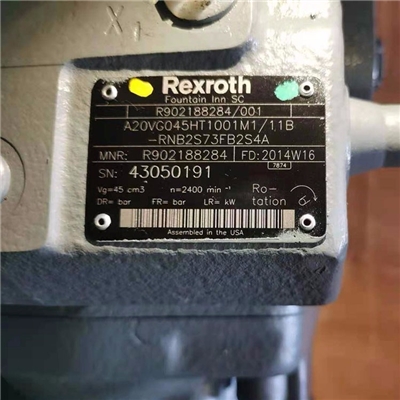 X1
Rexroth
Fountain Inn SC
R902188284/001
A20VG045HT1001M1/11B
-RNB2S73FB2S4A
MNR: R902188284 FD: 2014W16
7874
SN: 43050191
Vg=45 cm³ n=2400 min⁻¹ Ro-
tation
DR= bar FR= bar LR= kW
Assembled in the USA